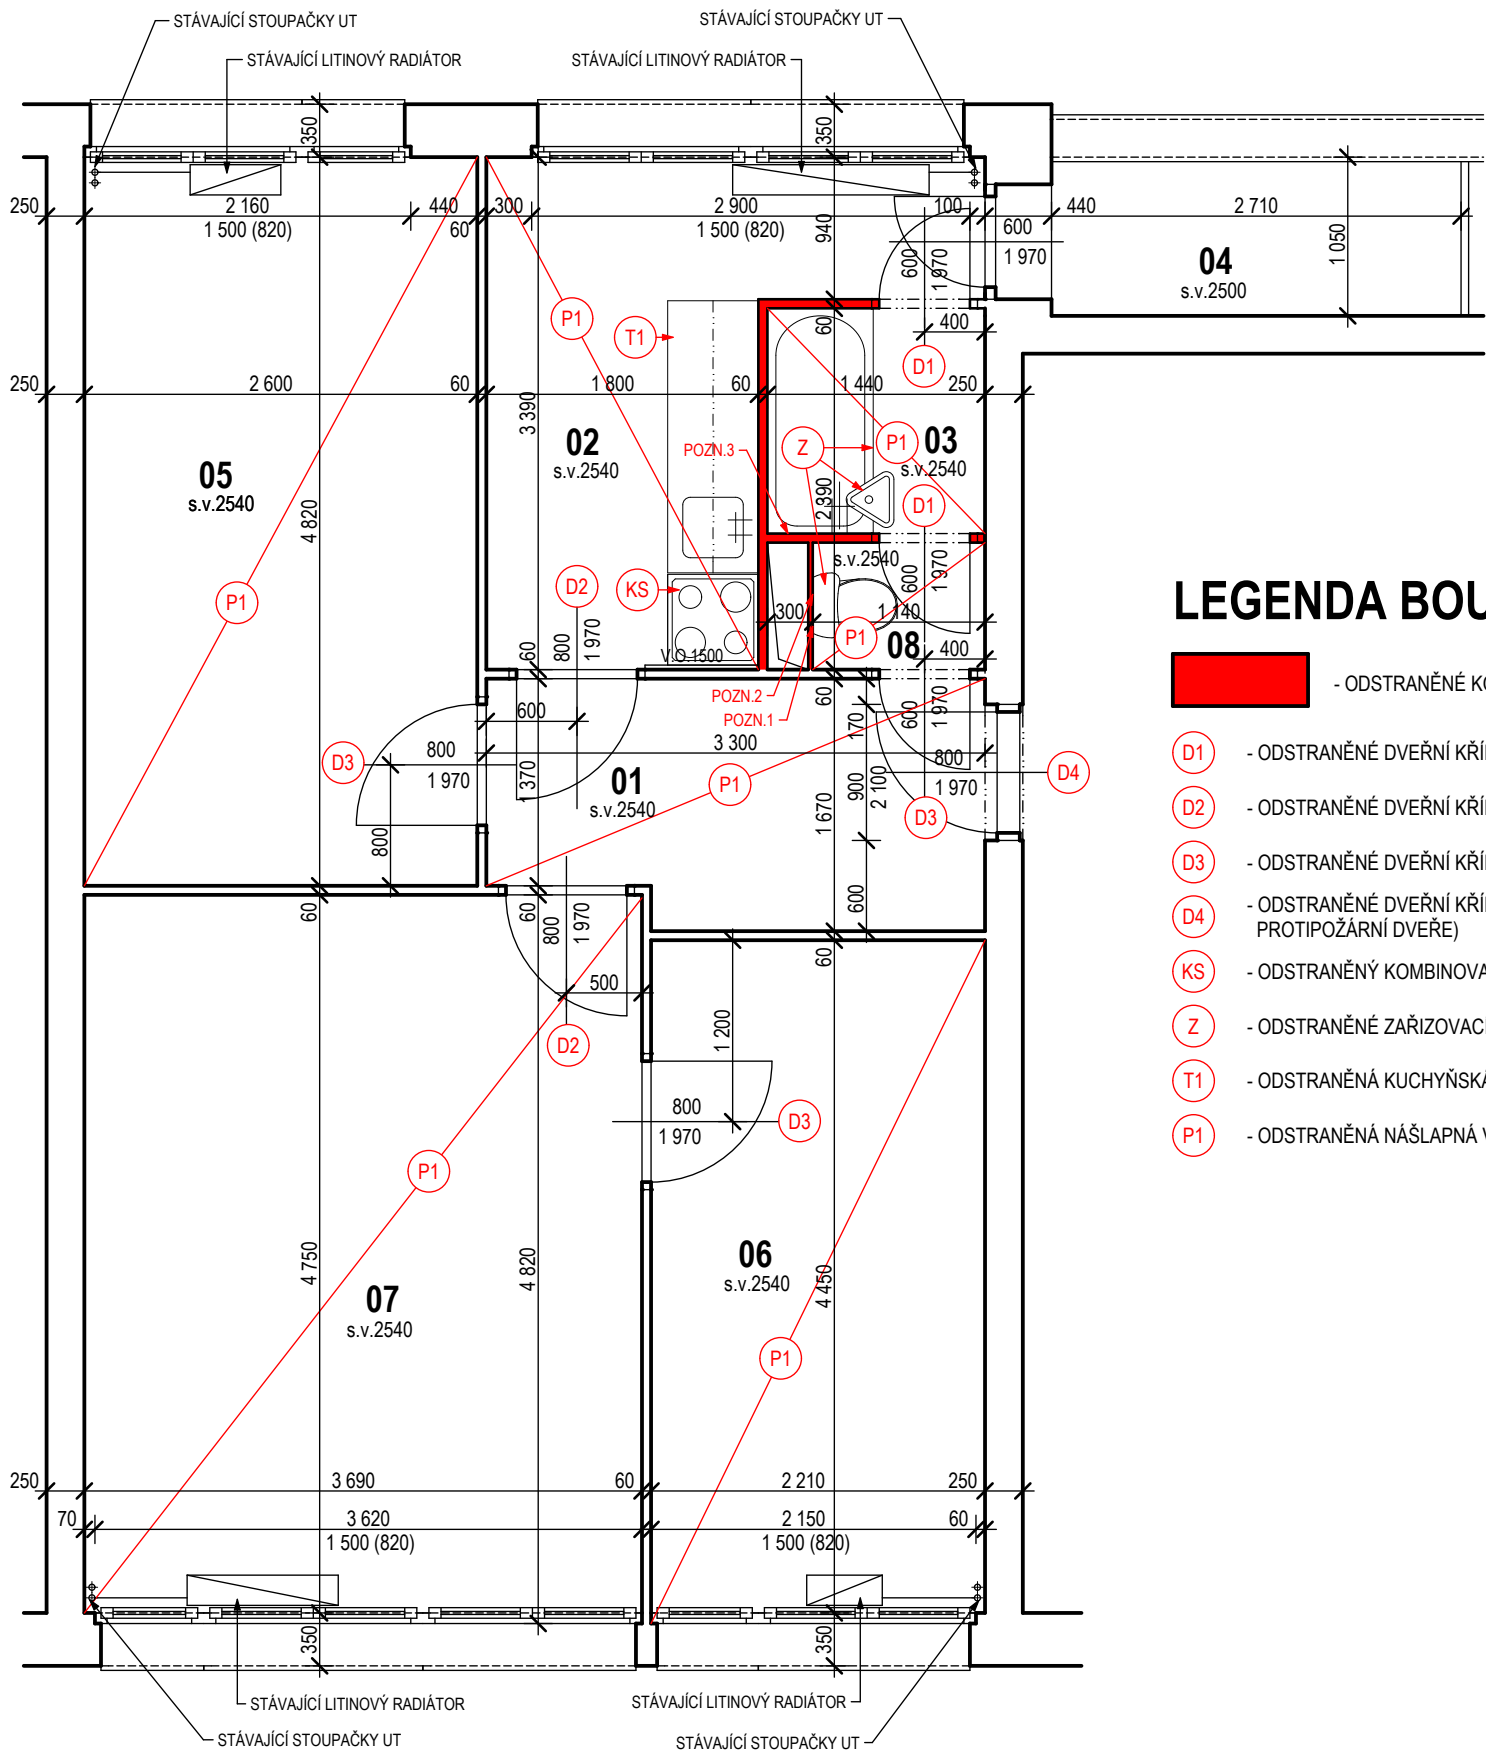 STÁVAJÍCÍ STOUPAČKY UT
STÁVAJÍCÍ STOUPAČKY UT
STÁVAJÍCÍ LITINOVÝ RADIÁTOR
STÁVAJÍCÍ LITINOVÝ RADIÁTOR
350
350
250
2 160
440
60
300
2 900
100
600
440
2 710
1 500 (820)
1 500 (820)
1 970
940
600
1 970
1 050
04
s.v.2500
P1
T1
60
400
D1
250
2 600
60
1 800
60
1 440
250
3 390
02
s.v.2540
POZN.3
Z
P1
03
s.v.2540
05
s.v.2540
4 820
2 390
D1
s.v.2540
600
1 970
P1
D2
KS
LEGENDA BOU
300
1 140
P1
08
800
1 970
60
V.O.1500
400
POZN.2
POZN.1
- ODSTRANĚNÉ KO
60
170
600
1 970
600
3 300
D3
800
1 970
800
1 970
D4
01
s.v.2540
P1
1 370
1 670
900
2 100
D3
800
600
D1
- ODSTRANĚNÉ DVEŘNÍ KŘÍ
D2
- ODSTRANĚNÉ DVEŘNÍ KŘÍ
D3
- ODSTRANĚNÉ DVEŘNÍ KŘÍ
D4
- ODSTRANĚNÉ DVEŘNÍ KŘÍ
PROTIPOŽÁRNÍ DVEŘE)
KS
- ODSTRANĚNÝ KOMBINOVA
Z
- ODSTRANĚNÉ ZAŘIZOVAC
T1
- ODSTRANĚNÁ KUCHYŇSKÁ
P1
- ODSTRANĚNÁ NÁŠLAPNÁ V
60
60
800
1 970
60
500
D2
1 200
800
1 970
D3
P1
4 750
4 820
06
s.v.2540
4 450
07
s.v.2540
P1
250
3 690
60
2 210
250
70
3 620
2 150
60
1 500 (820)
1 500 (820)
350
350
STÁVAJÍCÍ LITINOVÝ RADIÁTOR
STÁVAJÍCÍ LITINOVÝ RADIÁTOR
STÁVAJÍCÍ STOUPAČKY UT
STÁVAJÍCÍ STOUPAČKY UT